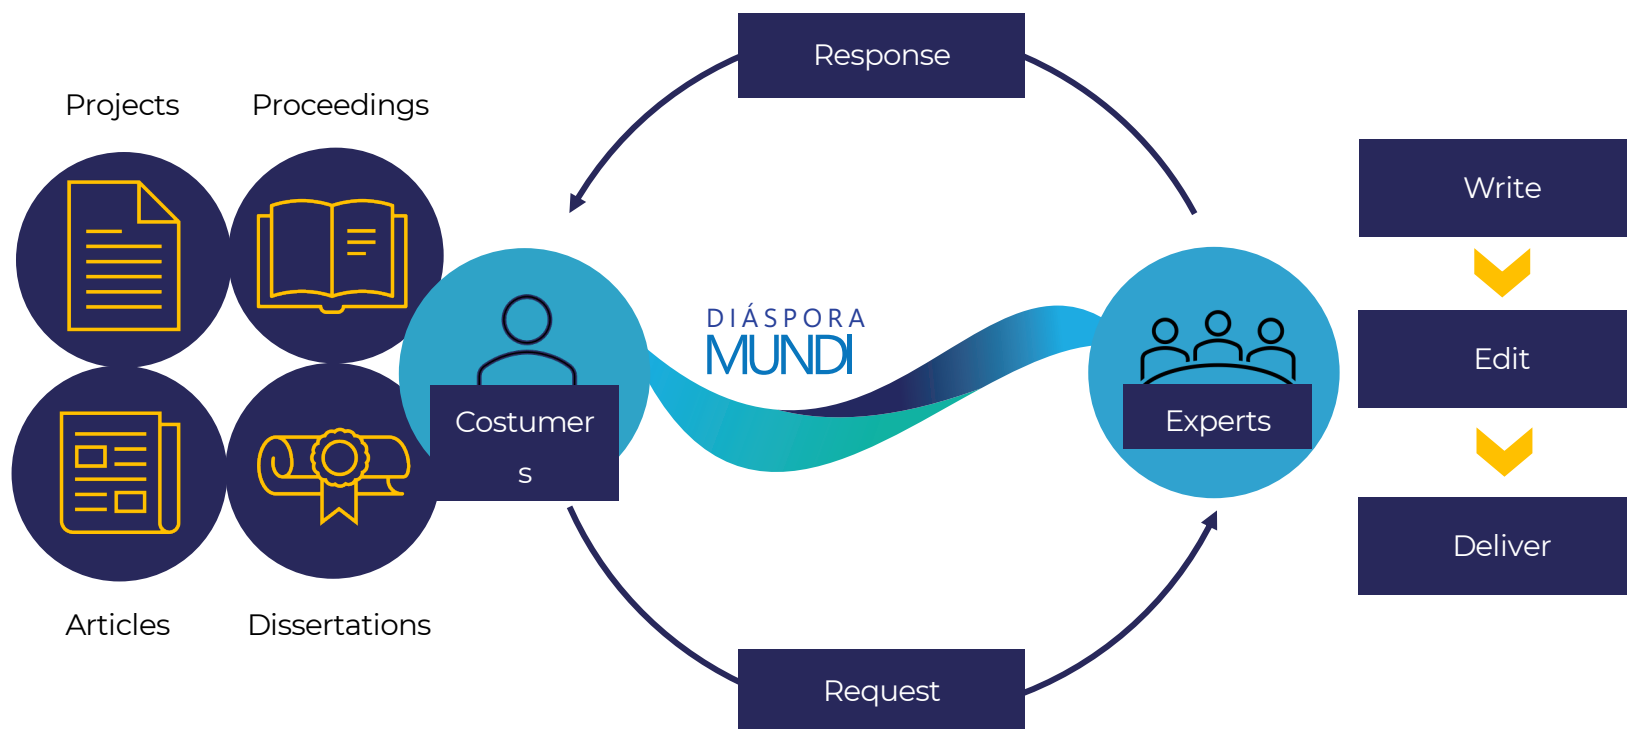 Response
Projects
Proceedings
Write
DIÁSPORA
MUNDI
Edit
Costumer
s
Experts
Deliver
Articles
Dissertations
Request